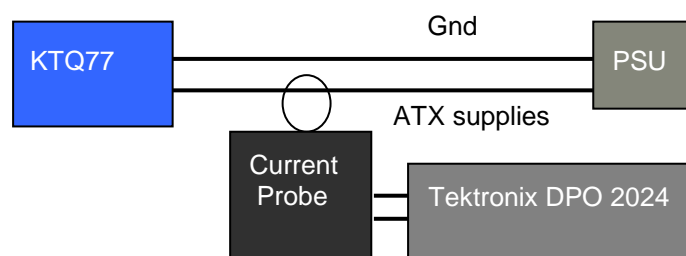 Gnd
KTQ77
PSU
ATX supplies
Current
Probe
Tektronix DPO 2024